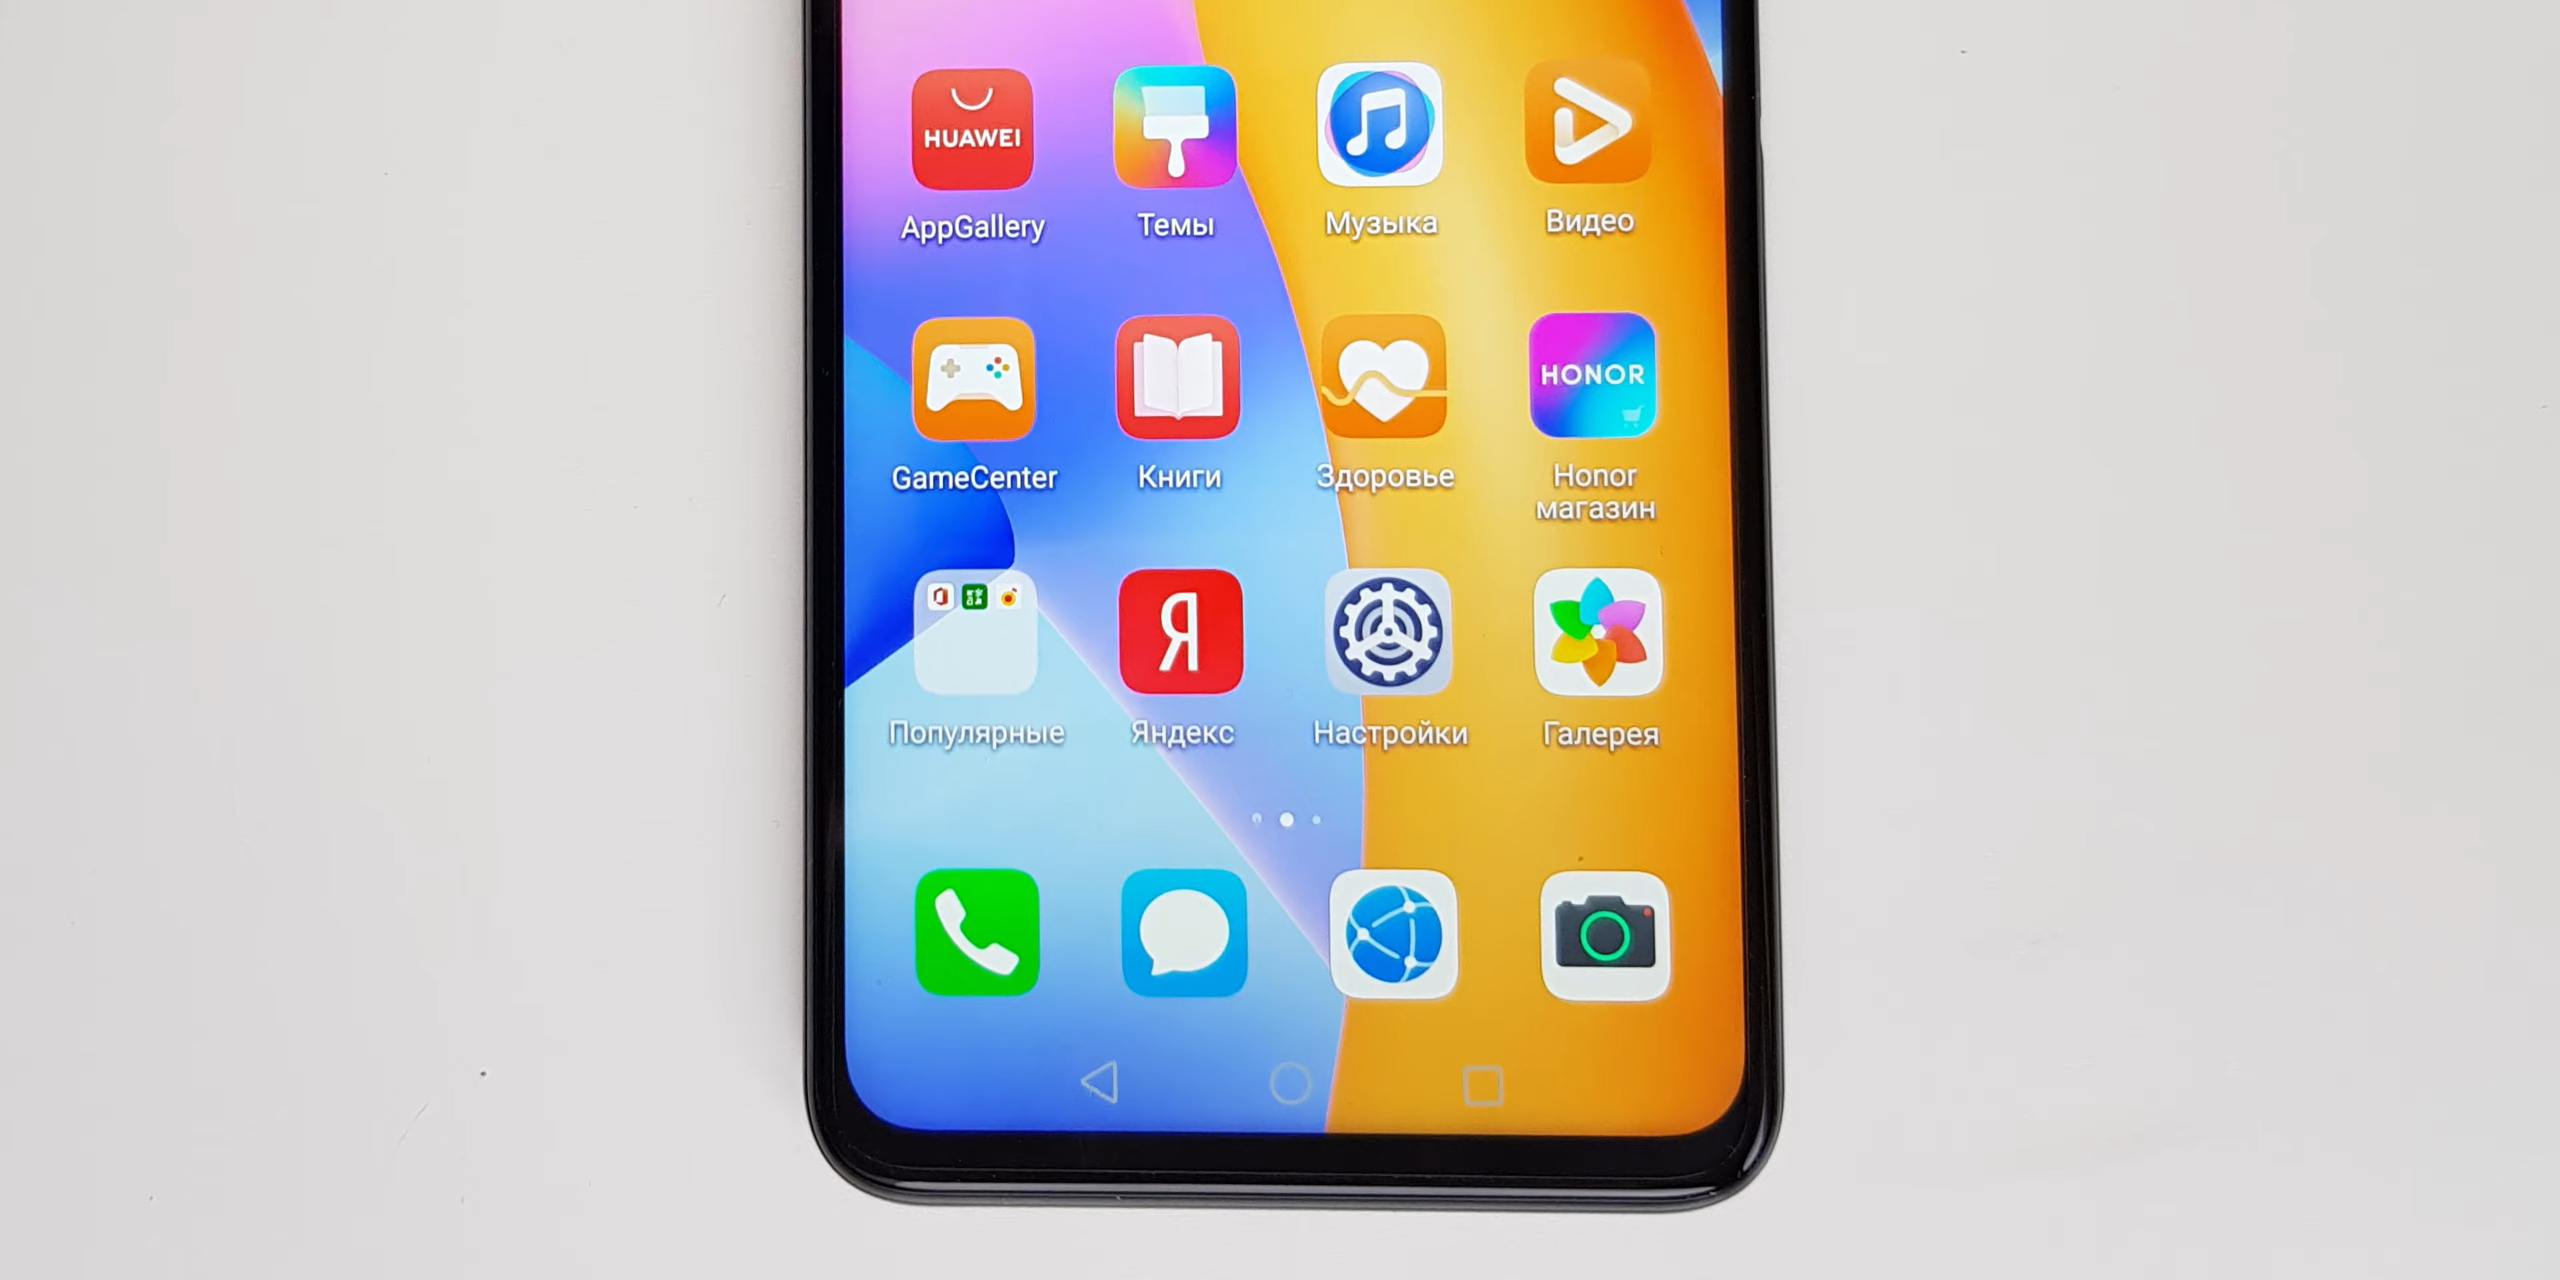 HUAWEI
AppGallery
Темы
Музыка
Видео
HONOR
GameCenter
Книги
Здоровье
Honor
магазин
Я
Популярные
Яндекс
Настройки
Галерея